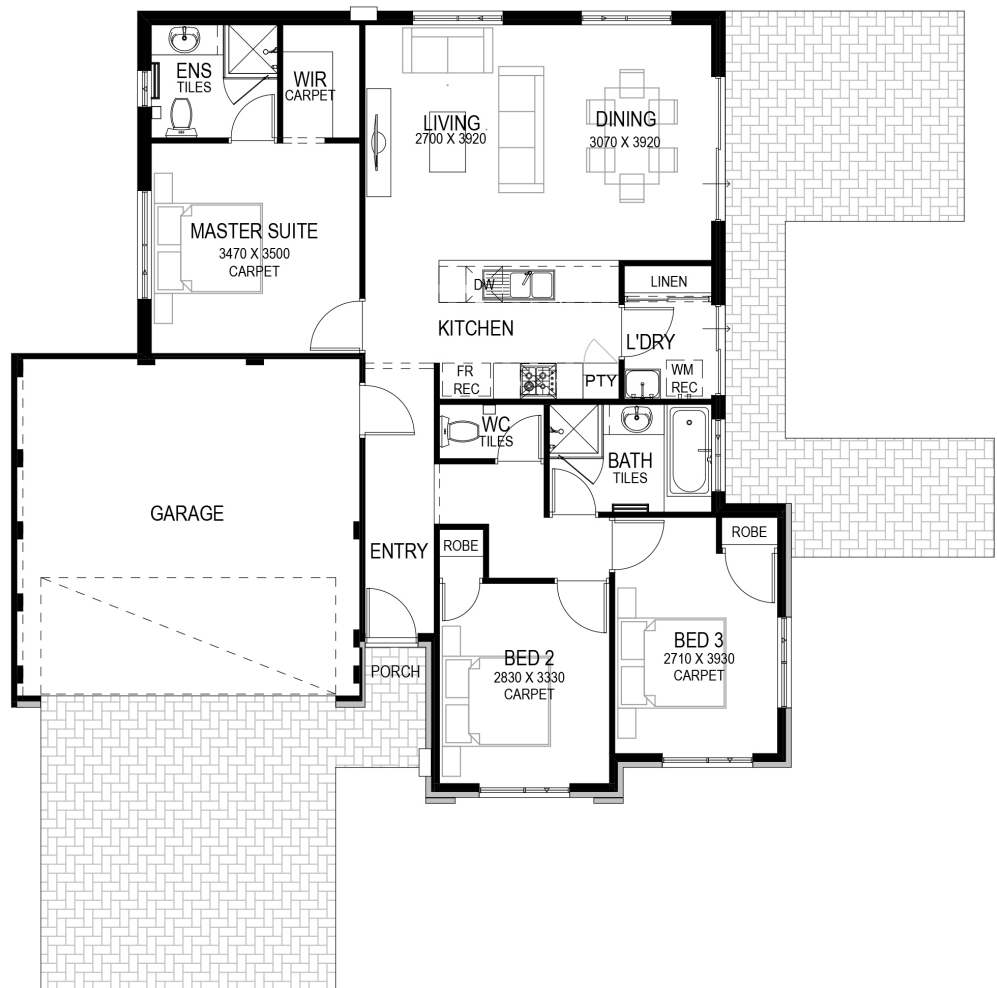 ENS
TILES
WIR
CARPET
LIVING
2700 X 3920
DINING
3070 X 3920
MASTER SUITE
3470 X 3500
CARPET
DW
LINEN
KITCHEN
L'DRY
FR
REC
PTY
WM
REC
WC
TILES
BATH
TILES
GARAGE
ENTRY
ROBE
ROBE
PORCH
BED 2
2830 X 3330
CARPET
BED 3
2710 X 3930
CARPET